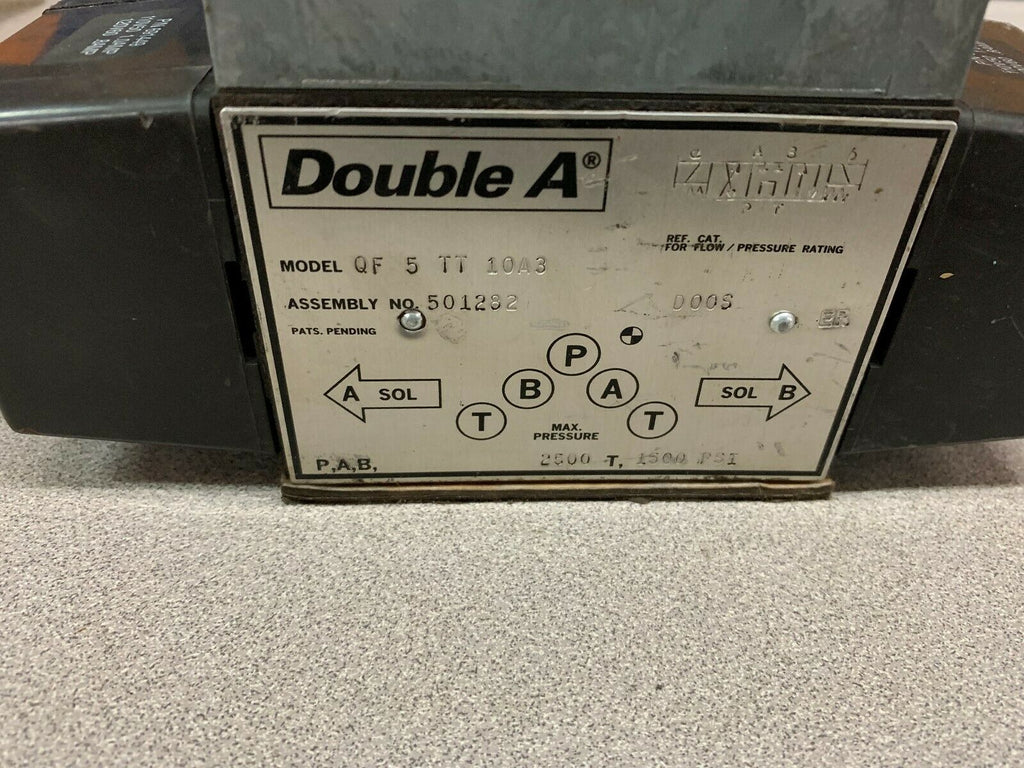 Double A®
REF. CAT.
FOR FLOW / PRESSURE RATING
MODEL QF 5 TT 10A3
ASSEMBLY NO. 501282
D00S
ER
PATS. PENDING
A SOL
P
B A
T T
SOL B
MAX.
PRESSURE
P,A,B, 2500 T, 1500 PSI